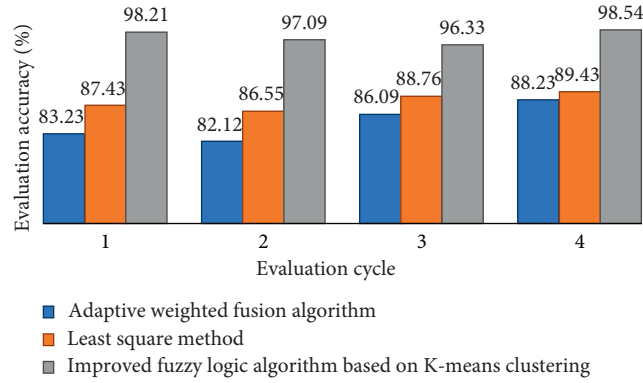 Evaluation accuracy (%)
98.21
97.09
96.33
98.54
83.23
87.43
82.12
86.55
86.09
88.76
88.23
89.43
1 2 3 4
Evaluation cycle
Adaptive weighted fusion algorithm
Least square method
Improved fuzzy logic algorithm based on K-means clustering